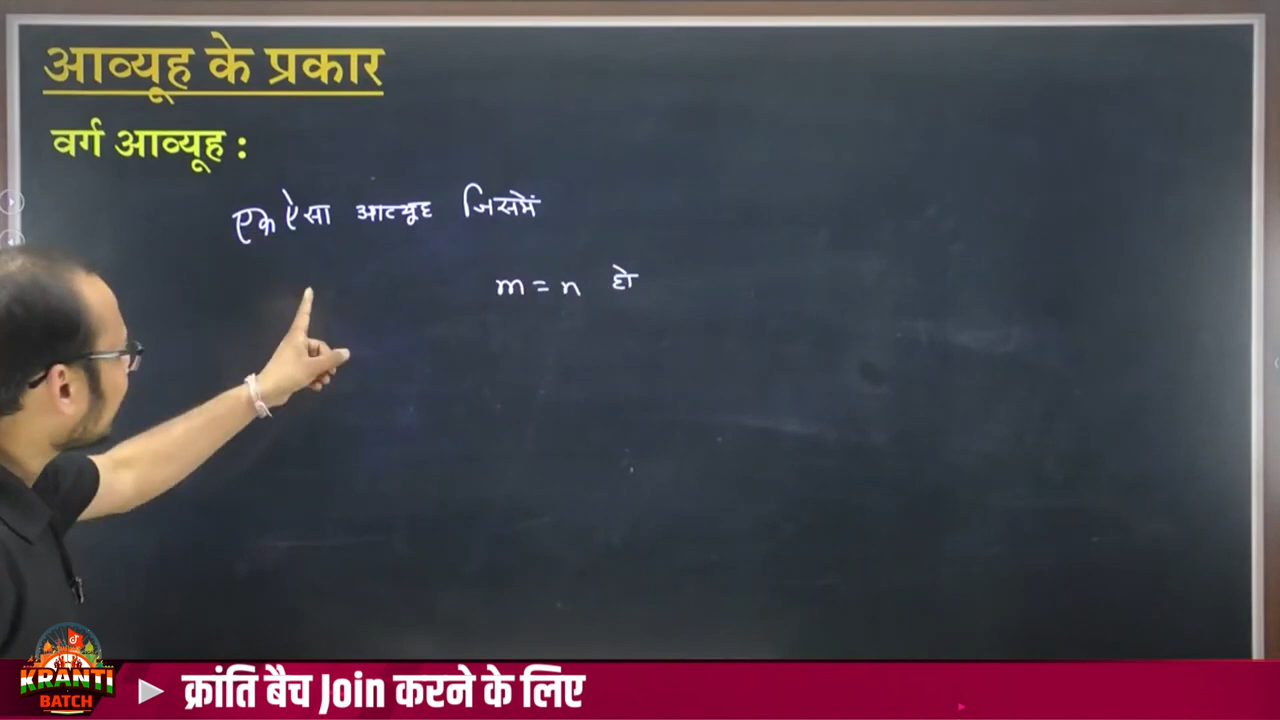 आव्यूह के प्रकार
वर्ग आव्यूह :
एक ऐसा आव्यूह जिसमें
m = n हो
KRANTI
BATCH
क्रांति बैच Join करने के लिए